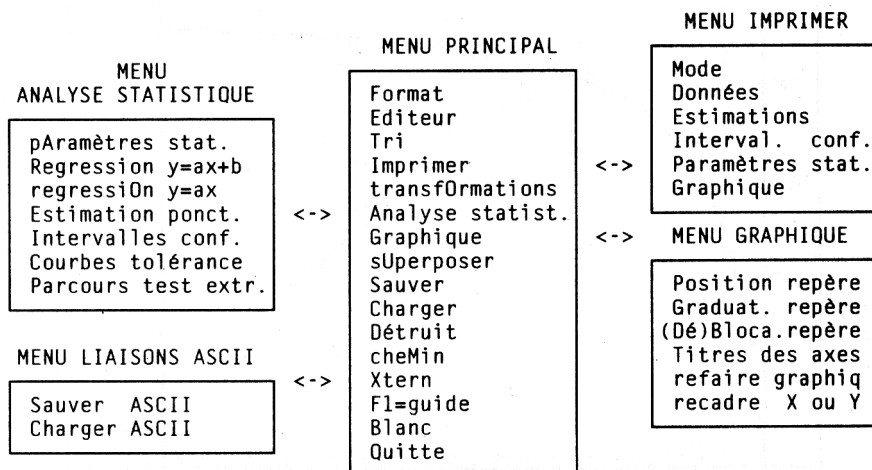 MENU
ANALYSE STATISTIQUE
pAramètres stat.
Regression y=ax+b
regressiOn y=ax
Estimation ponct.
Intervalles conf.
Courbes tolérance
Parcours test extr.
<->
MENU LIAISONS ASCII
Sauver ASCII
Charger ASCII
<->
MENU PRINCIPAL
Format
Editeur
Tri
Imprimer
transfOrmations
Analyse statist.
Graphique
sUperposer
Sauver
Charger
Détruit
cheMin
Xtern
F1=guide
Blanc
Quitte
<->
<->
MENU IMPRIMER
Mode
Données
Estimations
Interval. conf.
Paramètres stat.
Graphique
MENU GRAPHIQUE
Position repère
Graduat. repère
(Dé)Bloca.repère
Titres des axes
refaire graphiq
recadre X ou Y